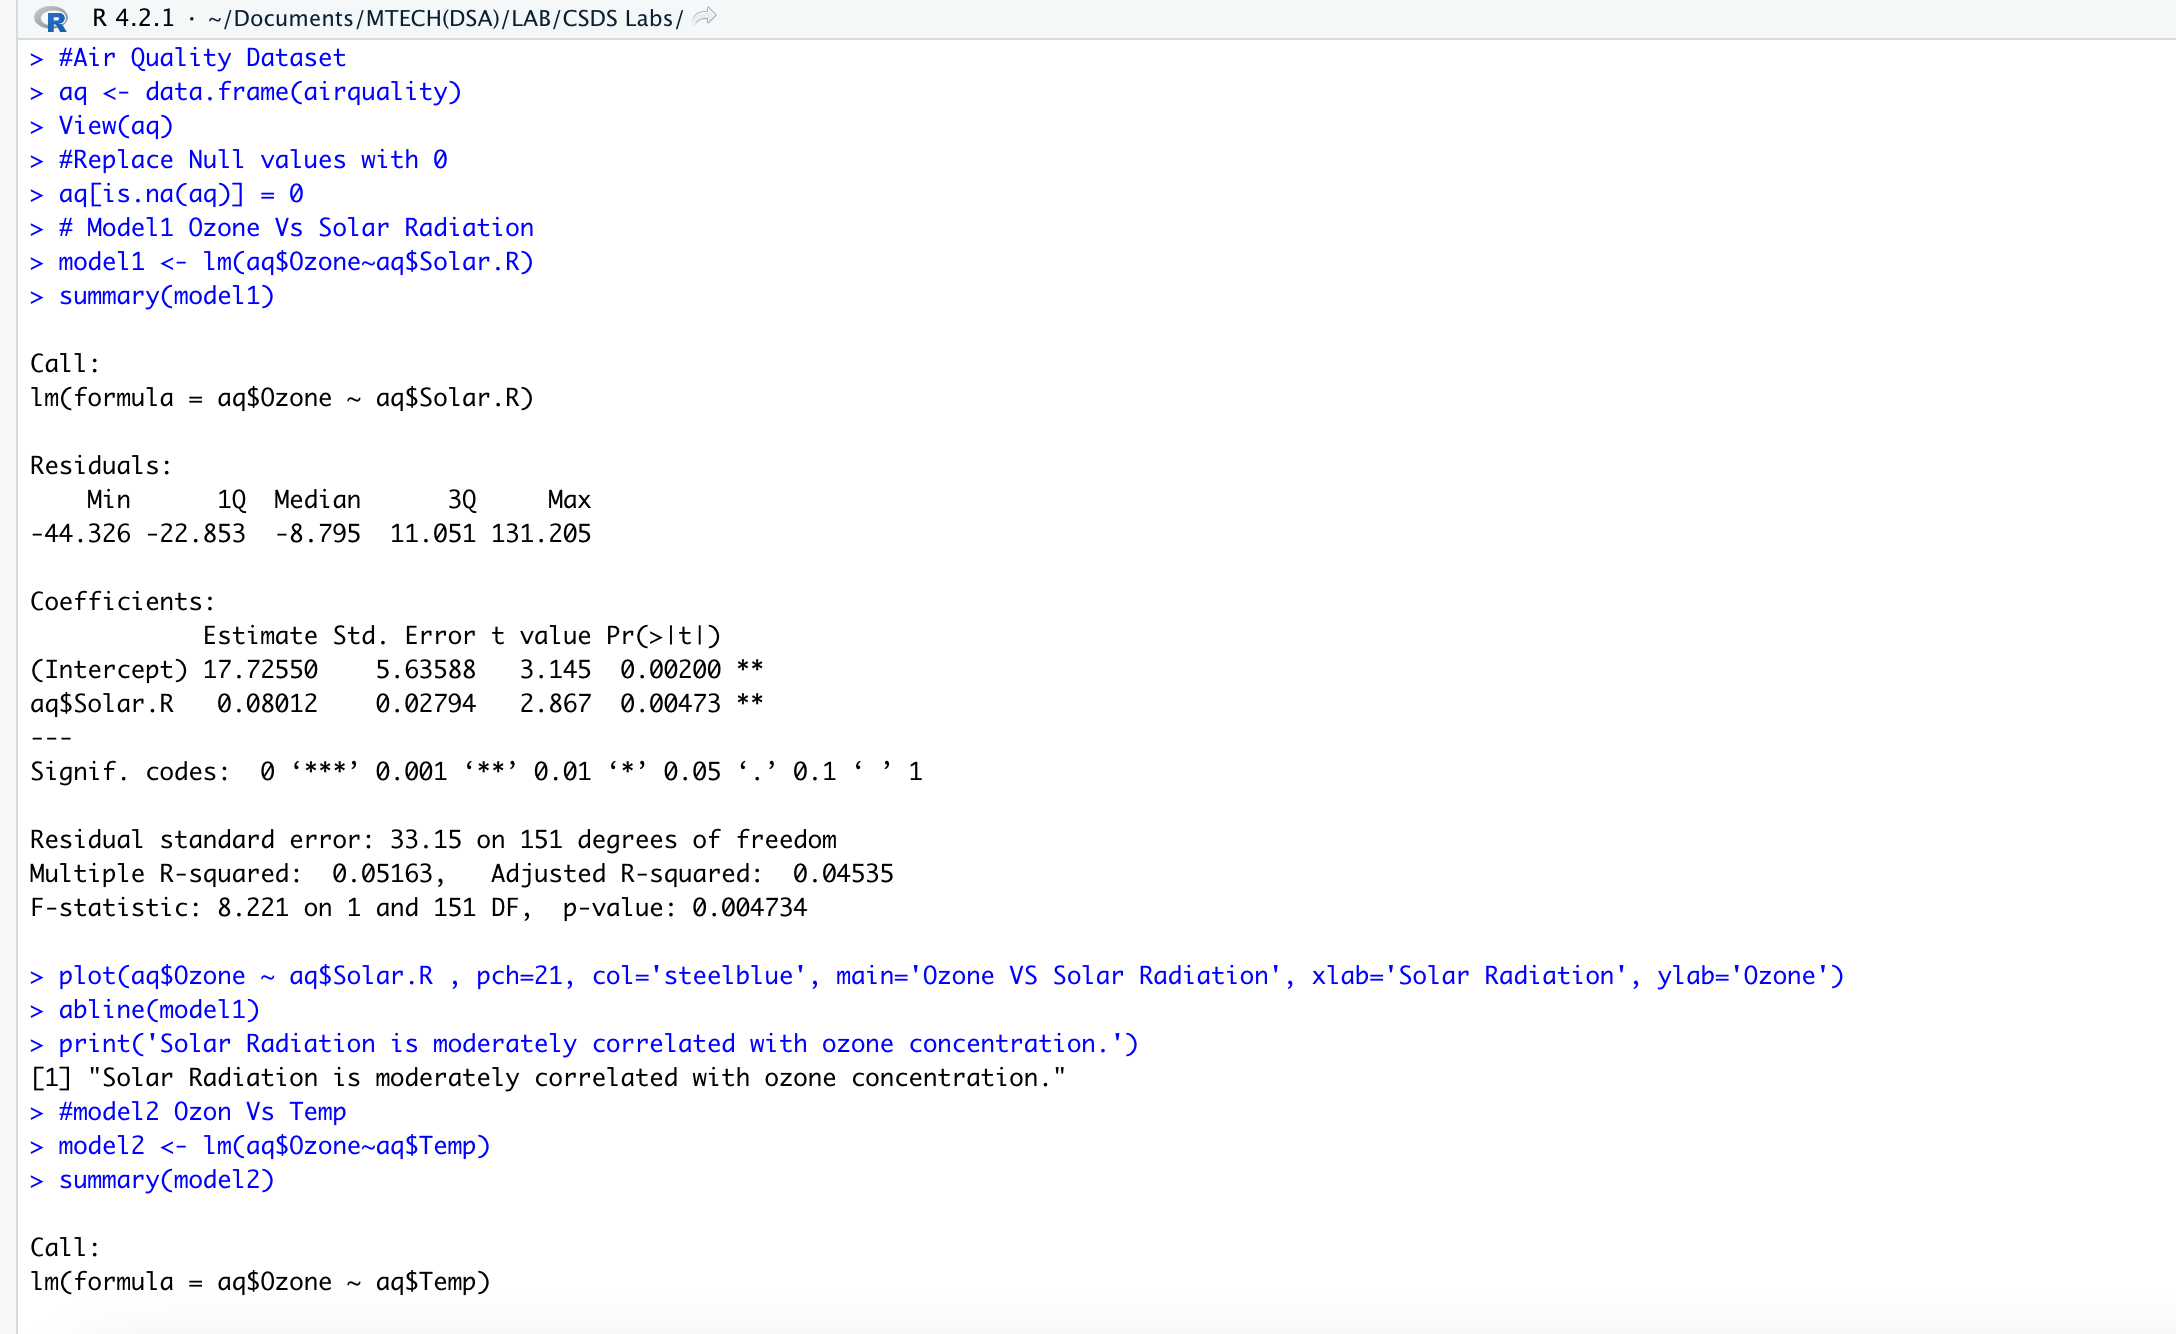 R 4.2.1 · ~/Documents/MTECH(DSA)/LAB/CSDS Labs/
> #Air Quality Dataset
> aq <- data.frame(airquality)
> View(aq)
> #Replace Null values with 0
> aq[is.na(aq)] = 0
> # Model1 Ozone Vs Solar Radiation
> model1 <- lm(aq$Ozone~aq$Solar.R)
> summary(model1)

Call:
lm(formula = aq$Ozone ~ aq$Solar.R)

Residuals:
    Min      1Q  Median      3Q     Max
-44.326 -22.853  -8.795  11.051 131.205

Coefficients:
            Estimate Std. Error t value Pr(>|t|)
(Intercept) 17.72550    5.63588   3.145  0.00200 **
aq$Solar.R   0.08012    0.02794   2.867  0.00473 **
---
Signif. codes:  0 ‘***’ 0.001 ‘**’ 0.01 ‘*’ 0.05 ‘.’ 0.1 ‘ ’ 1

Residual standard error: 33.15 on 151 degrees of freedom
Multiple R-squared:  0.05163,   Adjusted R-squared:  0.04535
F-statistic: 8.221 on 1 and 151 DF,  p-value: 0.004734

> plot(aq$Ozone ~ aq$Solar.R , pch=21, col='steelblue', main='Ozone VS Solar Radiation', xlab='Solar Radiation', ylab='Ozone')
> abline(model1)
> print('Solar Radiation is moderately correlated with ozone concentration.')
[1] "Solar Radiation is moderately correlated with ozone concentration."
> #model2 Ozon Vs Temp
> model2 <- lm(aq$Ozone~aq$Temp)
> summary(model2)

Call:
lm(formula = aq$Ozone ~ aq$Temp)